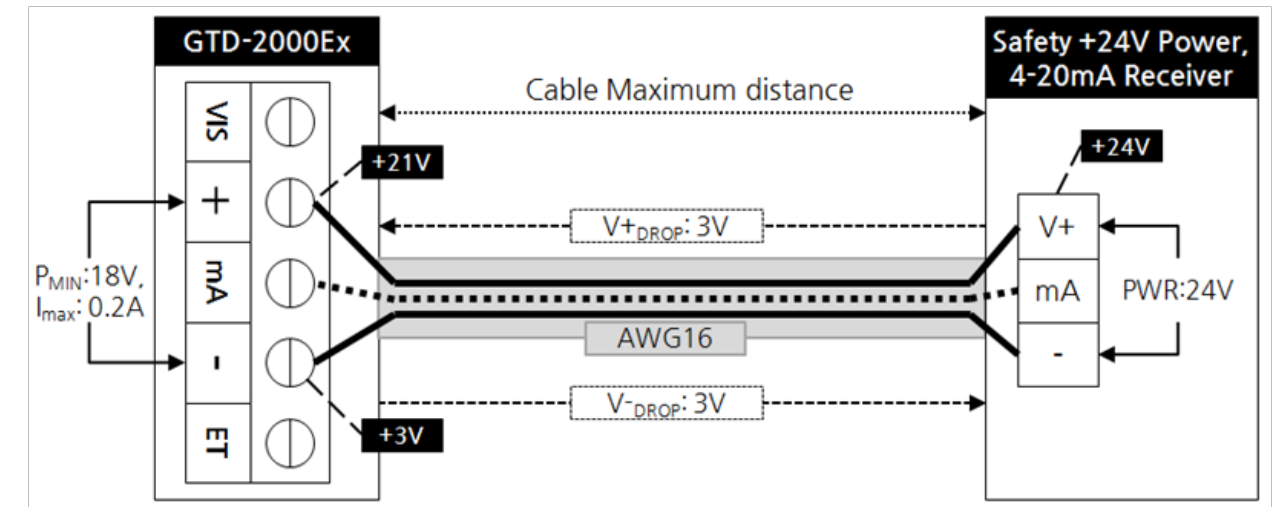 GTD-2000Ex
Safety +24V Power,
4-20mA Receiver
Cable Maximum distance
VIS
+
mA
-
ET
+21V
+24V
V+DROP: 3V
PMIN:18V,
Imax: 0.2A
V+
mA
-
PWR:24V
AWG16
V-DROP: 3V
+3V